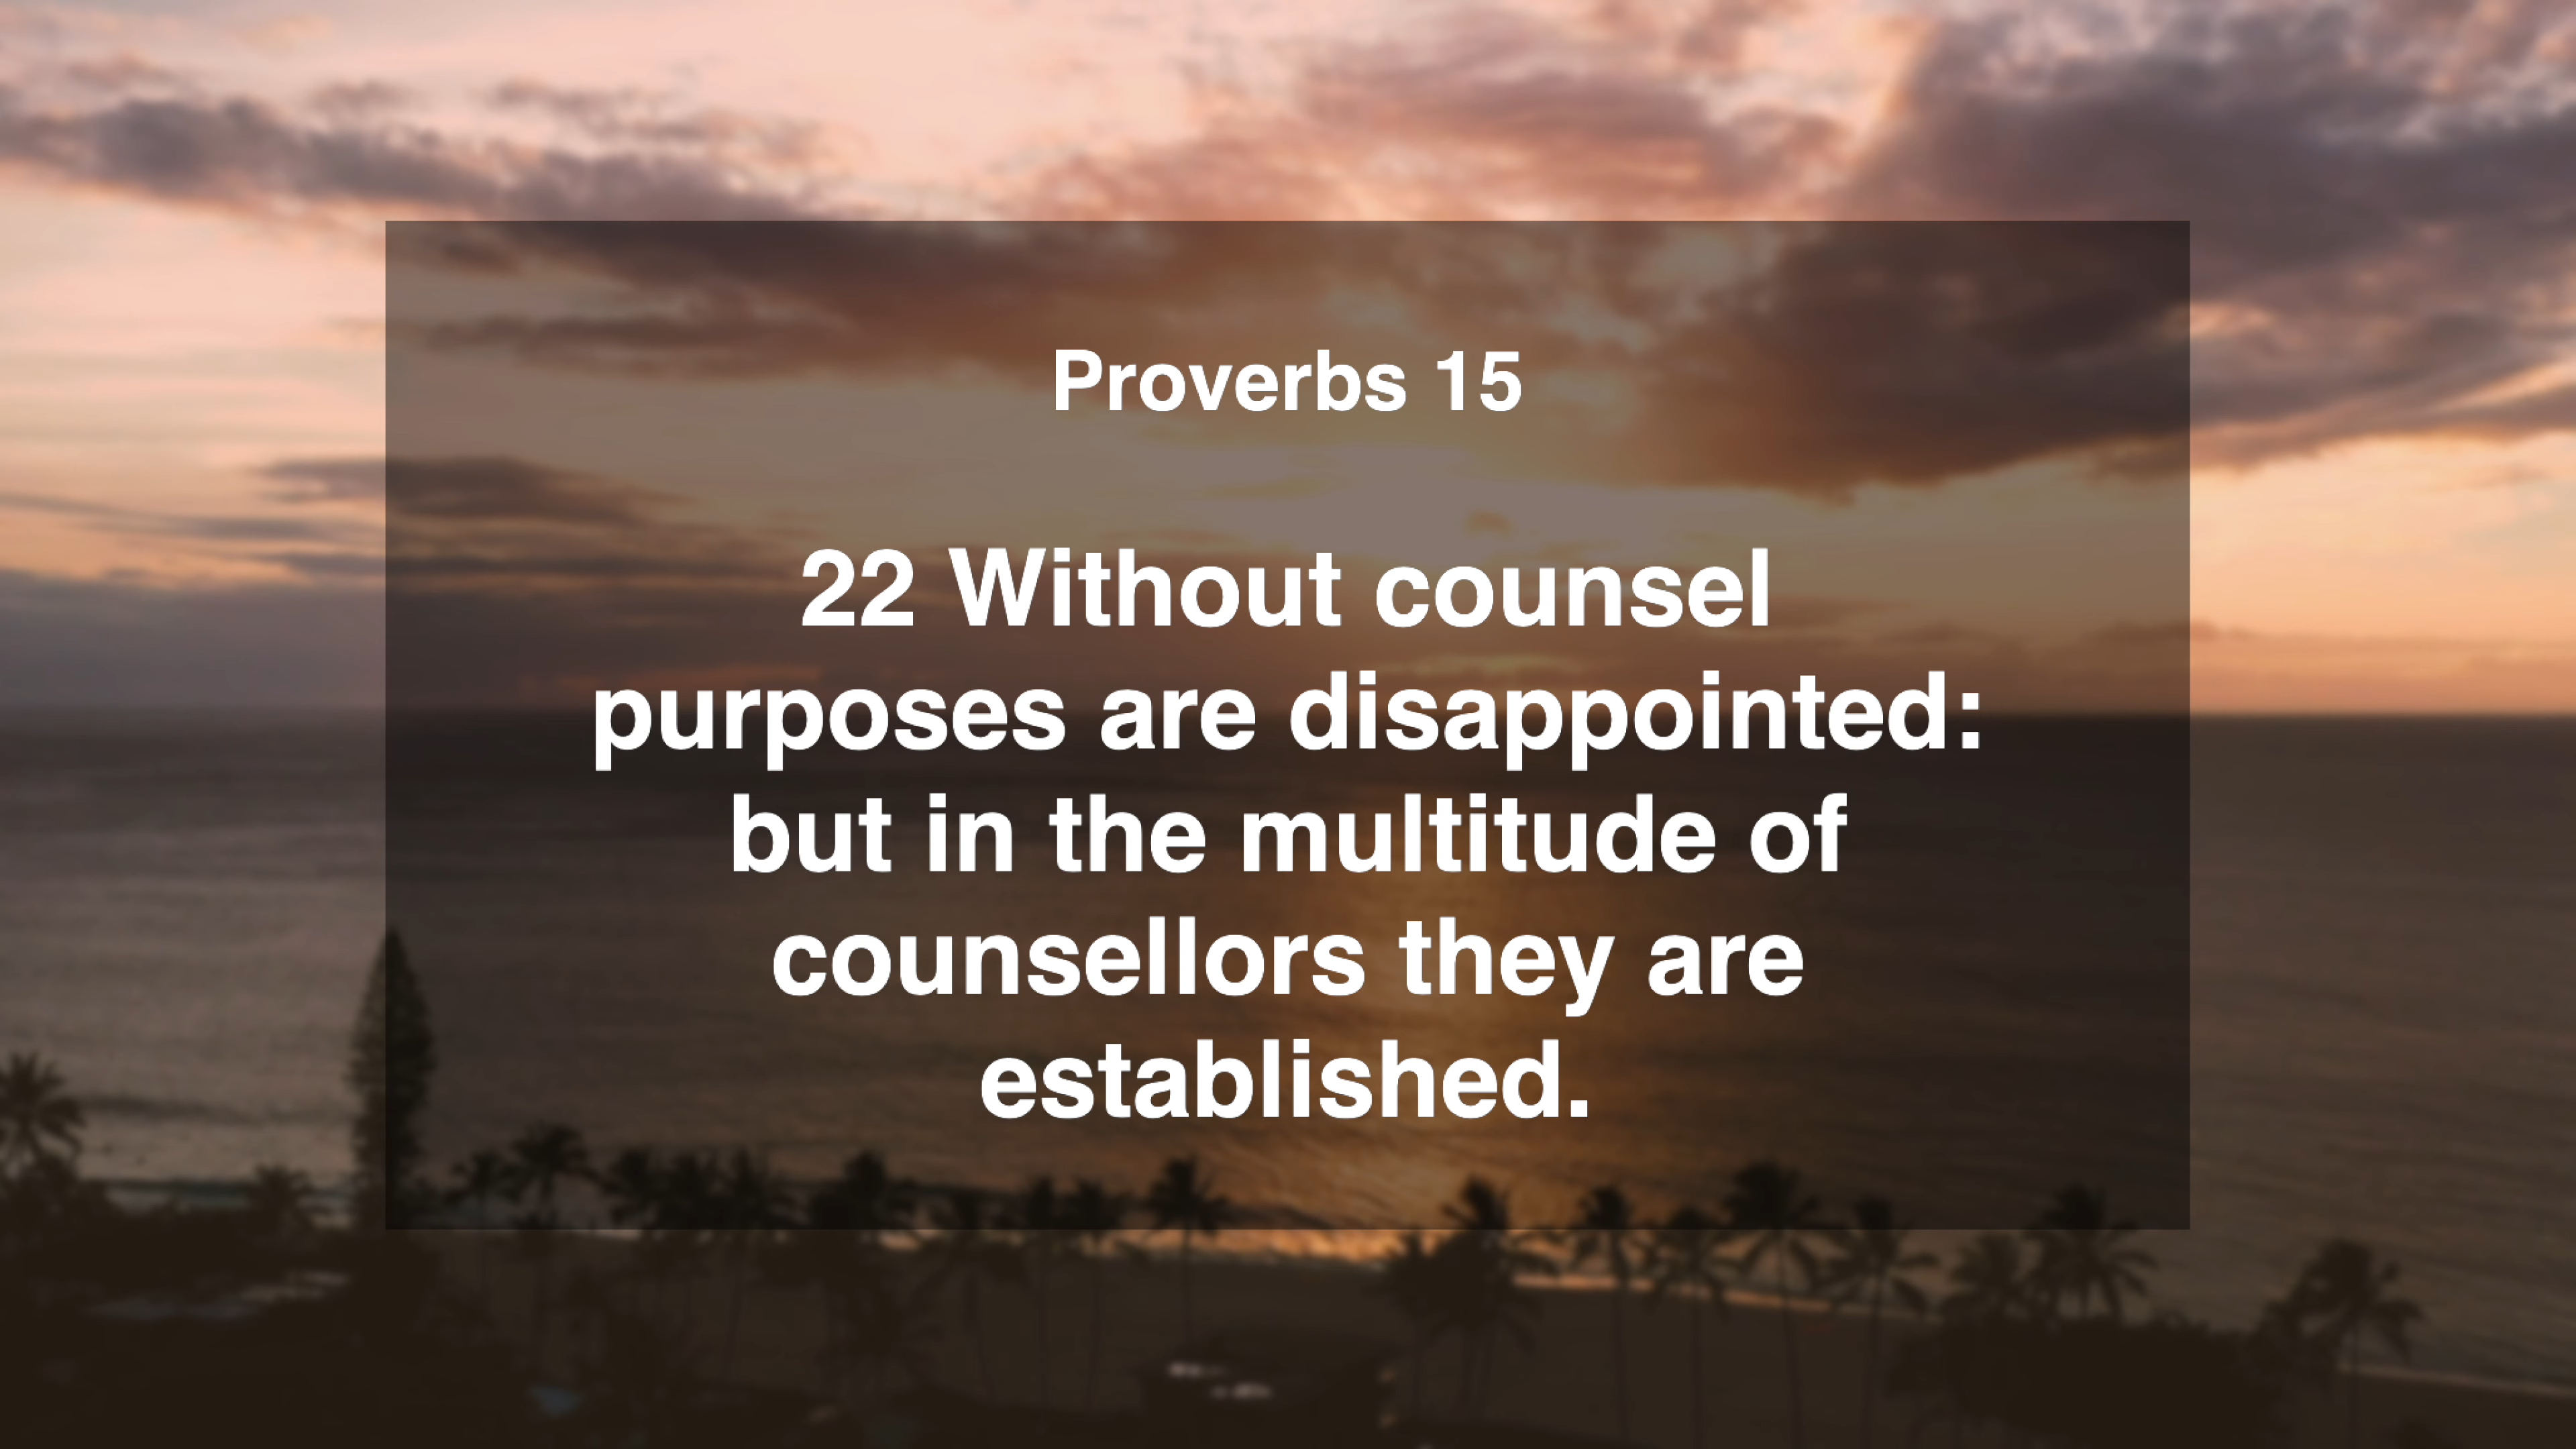 Proverbs 15
22 Without counsel
purposes are disappointed:
but in the multitude of
counsellors they are
established.